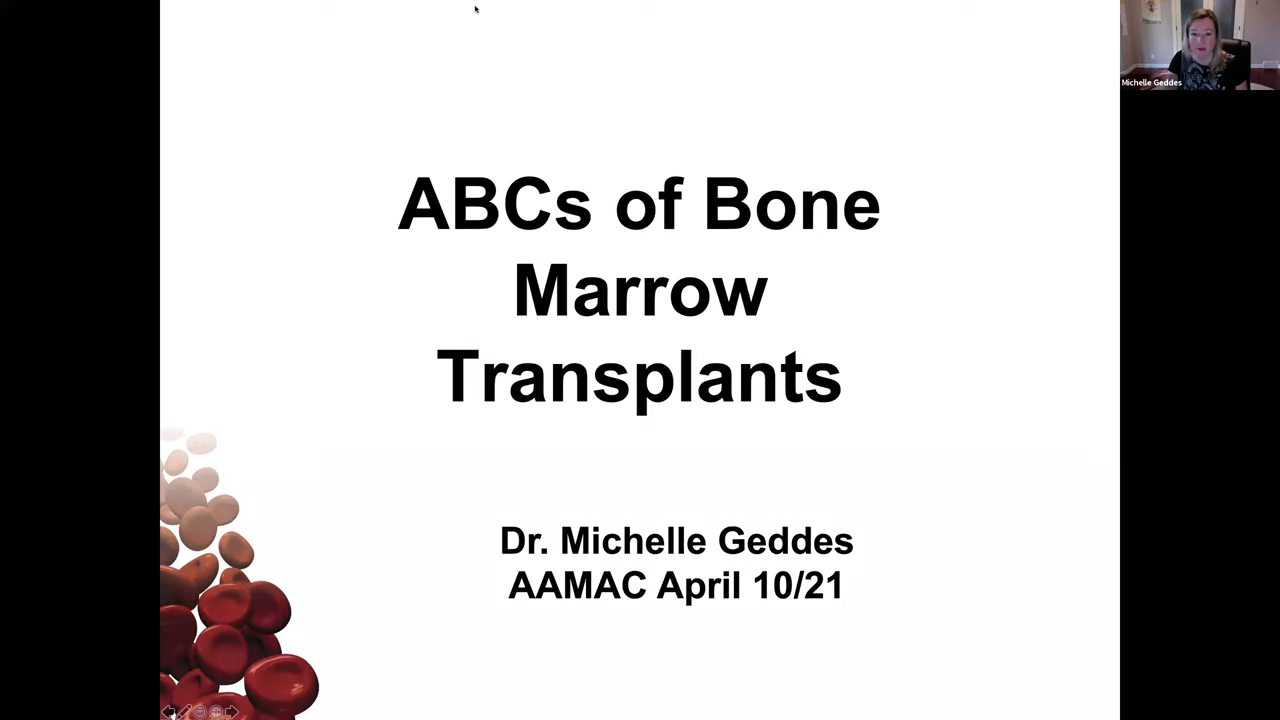 Michelle Geddes
ABCs of Bone
Marrow
Transplants
Dr. Michelle Geddes
AAMAC April 10/21